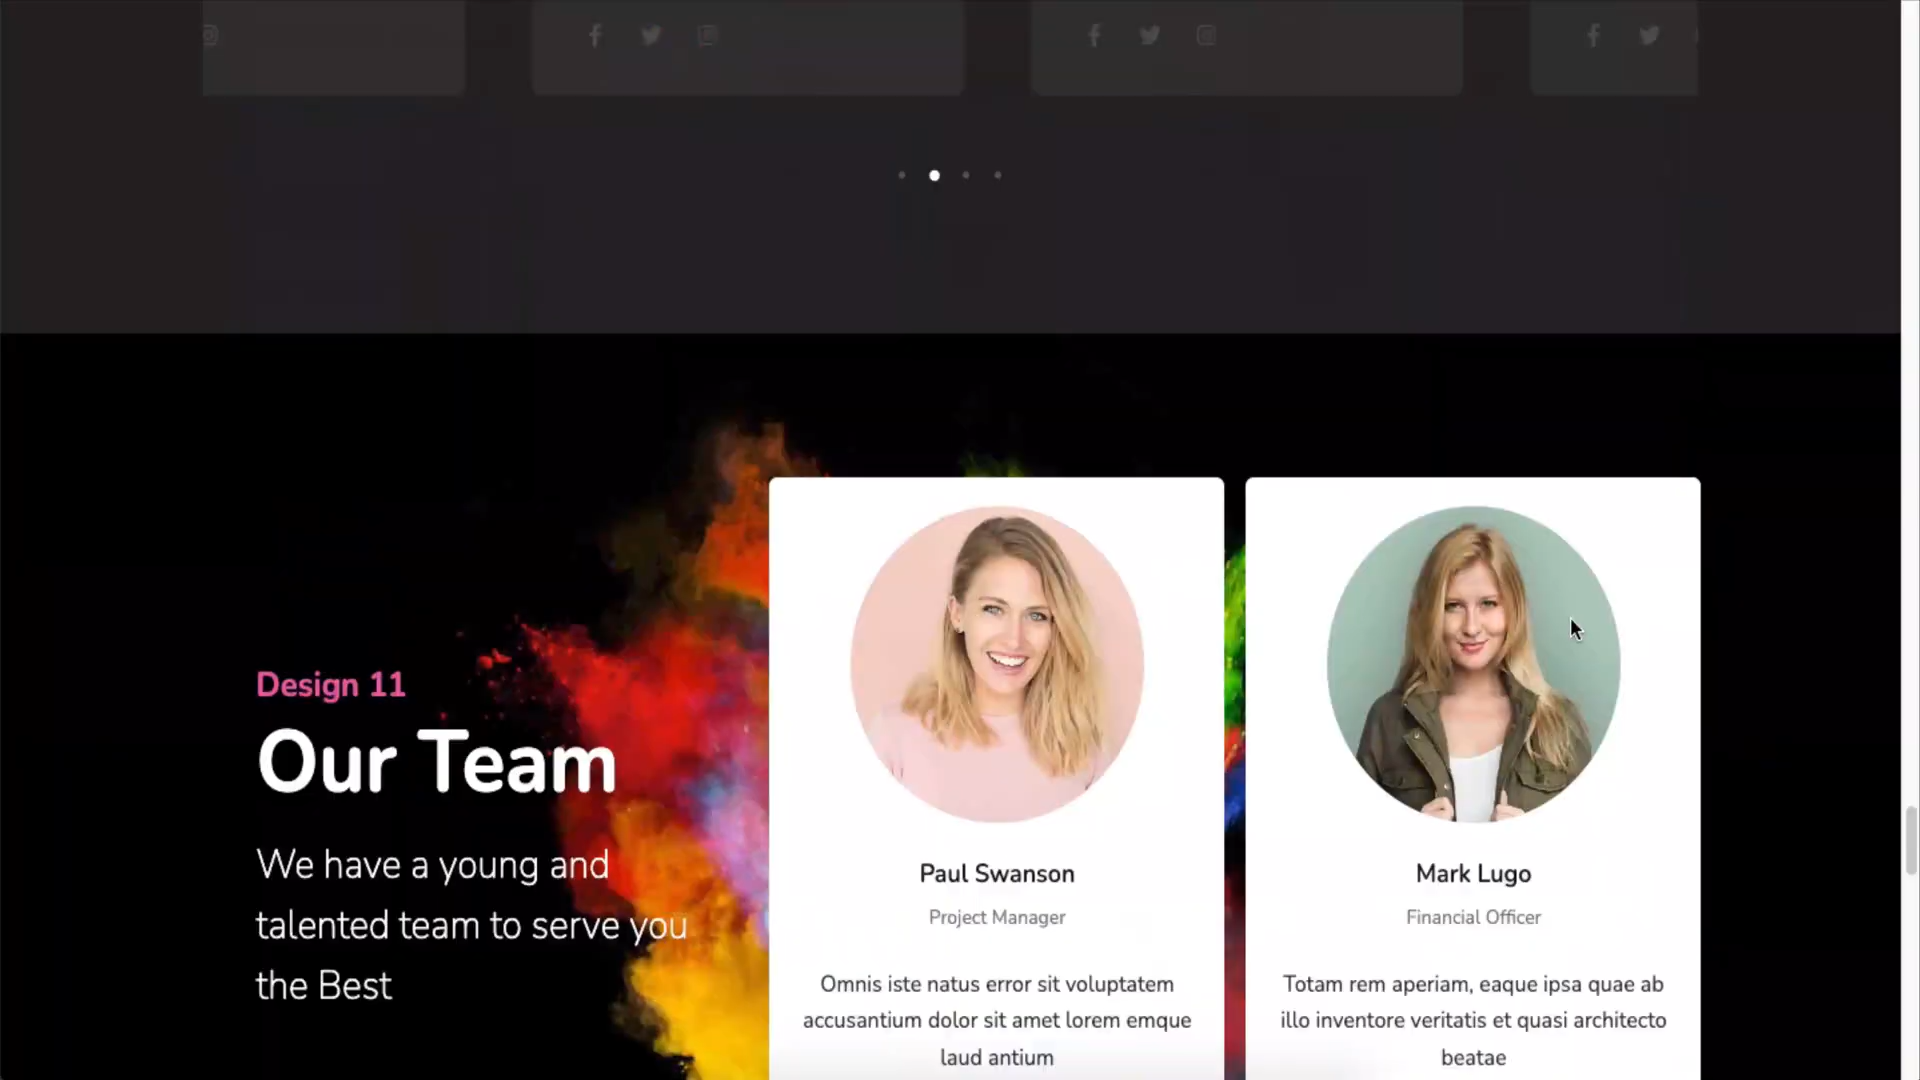 Design 11
Our Team
We have a young and
talented team to serve you
the Best
Paul Swanson
Project Manager
Omnis iste natus error sit voluptatem
accusantium dolor sit amet lorem emque
laud antium
Mark Lugo
Financial Officer
Totam rem aperiam, eaque ipsa quae ab
illo inventore veritatis et quasi architecto
beatae